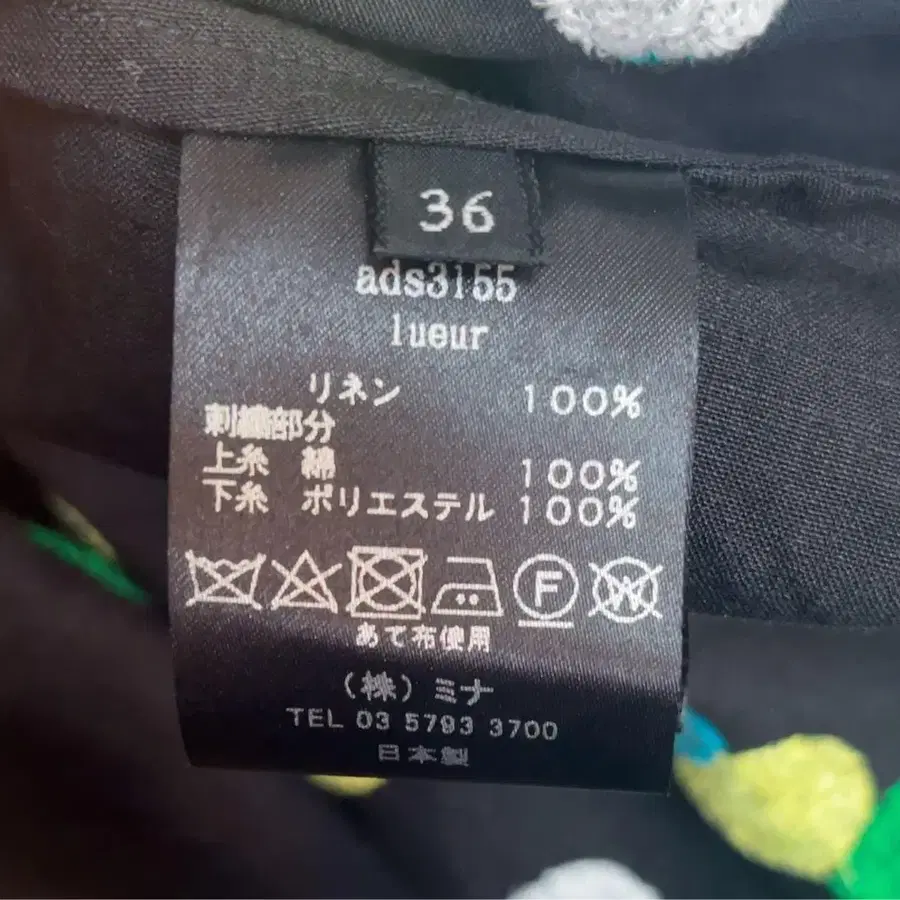 36
ads3155
lueur
リネン 100%
刺繍部分
上糸 綿 100%
下糸 ポリエステル 100%
F W
あて布使用
（株）ミナ
TEL 03 5793 3700
日本製